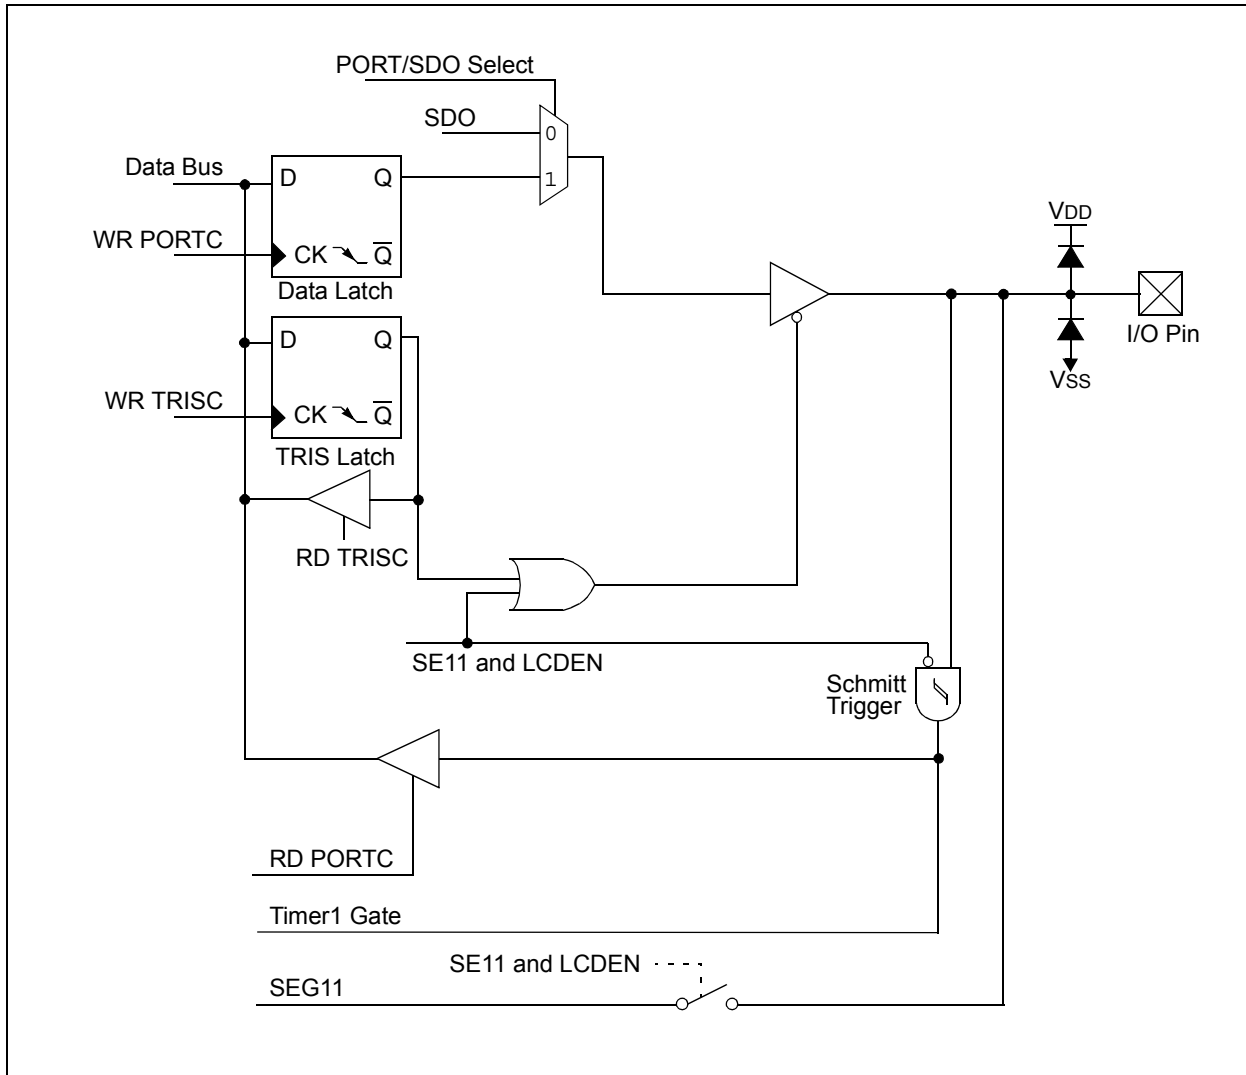 PORT/SDO Select
SDO
0
Data Bus
D Q
1
WR PORTC
CK Q̅
Data Latch
VDD
I/O Pin
VSS
D Q
WR TRISC
CK Q̅
TRIS Latch
RD TRISC
SE11 and LCDEN
Schmitt
Trigger
RD PORTC
Timer1 Gate
SE11 and LCDEN
SEG11